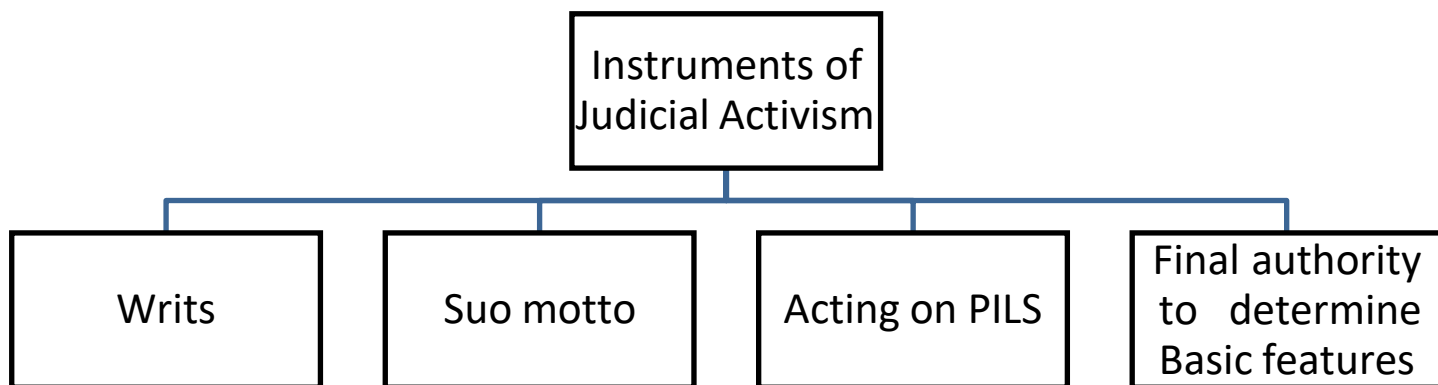 Instruments of
Judicial Activism
Writs
Suo motto
Acting on PILS
Final authority
to determine
Basic features